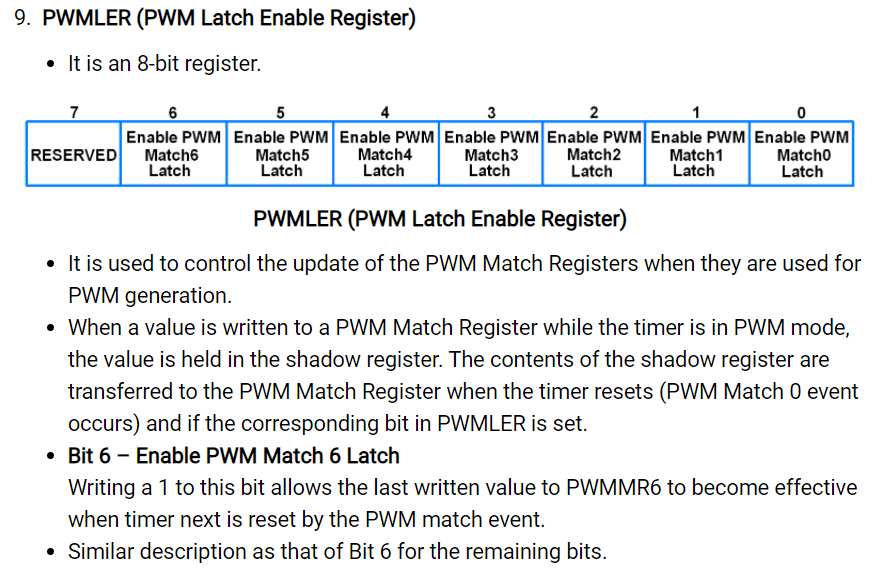 9. PWMLER (PWM Latch Enable Register)
• It is an 8-bit register.
7 6 5 4 3 2 1 0
RESERVED Enable PWM Match6 Latch Enable PWM Match5 Latch Enable PWM Match4 Latch Enable PWM Match3 Latch Enable PWM Match2 Latch Enable PWM Match1 Latch Enable PWM Match0 Latch
PWMLER (PWM Latch Enable Register)
• It is used to control the update of the PWM Match Registers when they are used for
PWM generation.
• When a value is written to a PWM Match Register while the timer is in PWM mode,
the value is held in the shadow register. The contents of the shadow register are
transferred to the PWM Match Register when the timer resets (PWM Match 0 event
occurs) and if the corresponding bit in PWMLER is set.
• Bit 6 – Enable PWM Match 6 Latch
Writing a 1 to this bit allows the last written value to PWMMR6 to become effective
when timer next is reset by the PWM match event.
• Similar description as that of Bit 6 for the remaining bits.